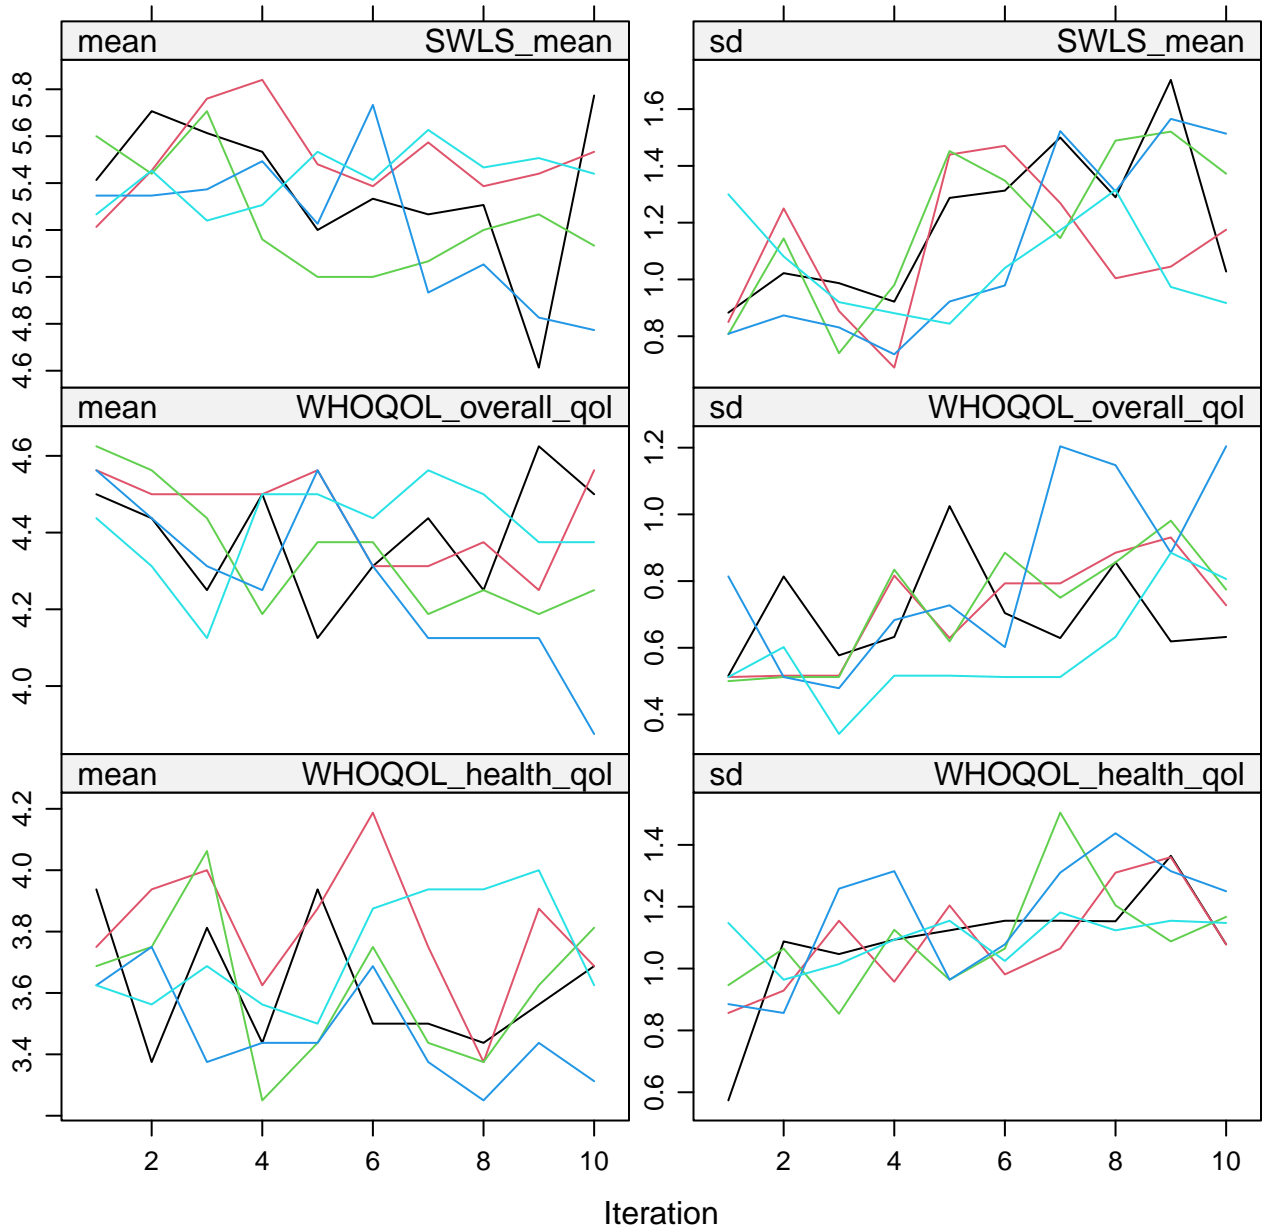 mean SWLS_mean
sd SWLS_mean
4.6 4.8 5.0 5.2 5.4 5.6 5.8
0.8 1.0 1.2 1.4 1.6
mean WHOQOL_overall_qol
sd WHOQOL_overall_qol
4.0 4.2 4.4 4.6
0.4 0.6 0.8 1.0 1.2
mean WHOQOL_health_qol
sd WHOQOL_health_qol
3.4 3.6 3.8 4.0 4.2
0.6 0.8 1.0 1.2 1.4
2 4 6 8 10
2 4 6 8 10
Iteration